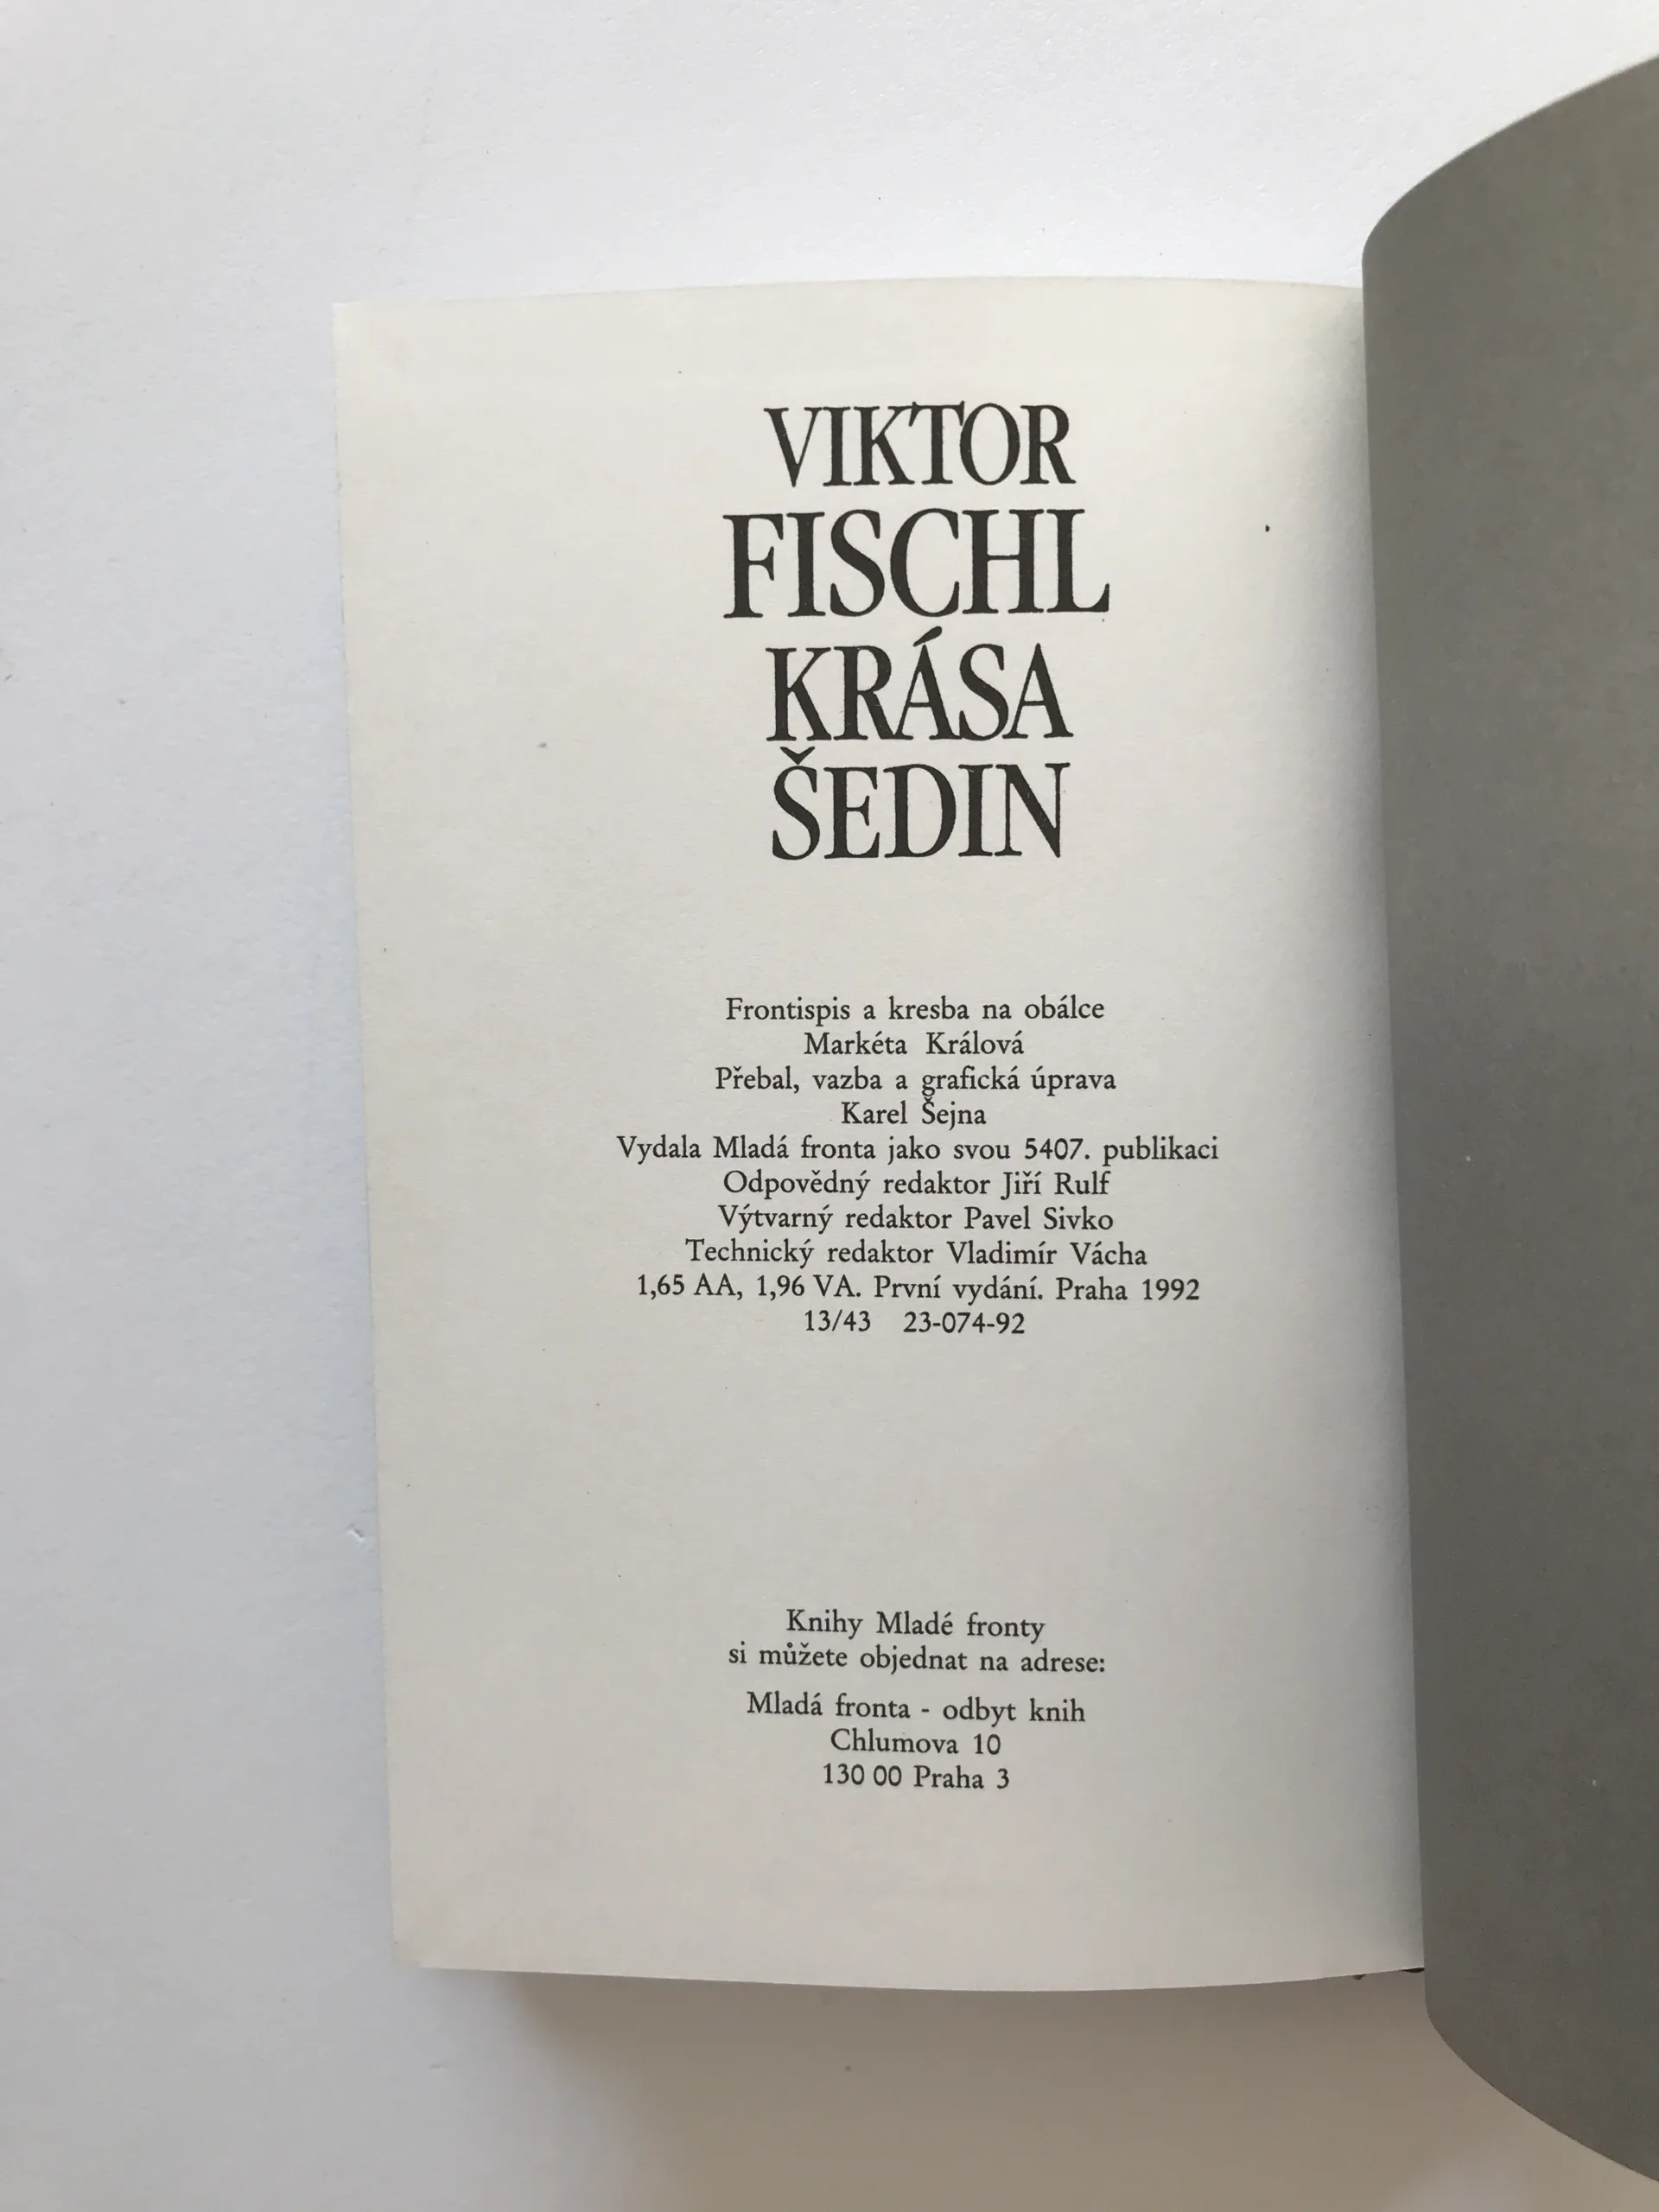 VIKTOR
FISCHL
KRÁSA
ŠEDIN
Frontispis a kresba na obálce
Markéta Králová
Přebal, vazba a grafická úprava
Karel Šejna
Vydala Mladá fronta jako svou 5407. publikaci
Odpovědný redaktor Jiří Rulf
Výtvarný redaktor Pavel Sivko
Technický redaktor Vladimír Vácha
1,65 AA, 1,96 VA. První vydání. Praha 1992
13/43 23-074-92
Knihy Mladé fronty
si můžete objednat na adrese:
Mladá fronta - odbyt knih
Chlumova 10
130 00 Praha 3